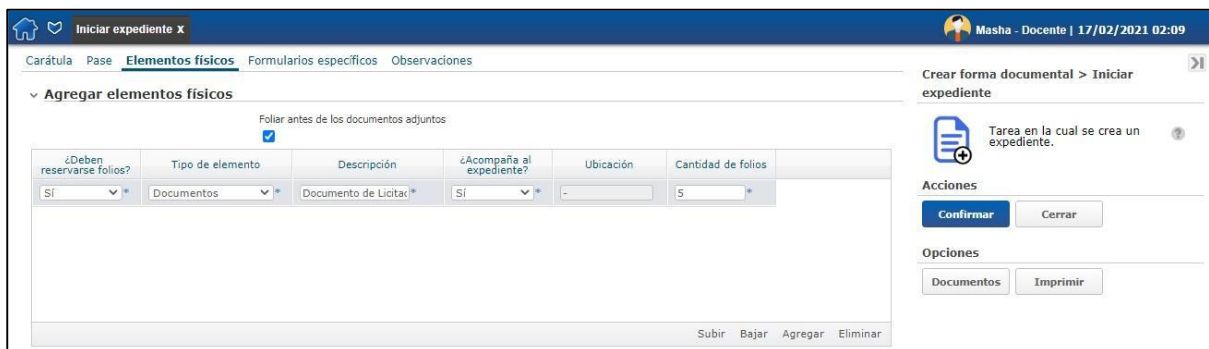 Iniciar expediente X
Masha - Docente | 17/02/2021 02:09
Carátula Pase Elementos físicos Formularios específicos Observaciones
Agregar elementos físicos
Foliar antes de los documentos adjuntos
¿Deben reservarse folios? Tipo de elemento Descripción ¿Acompaña al expediente? Ubicación Cantidad de folios
Sí * Documentos * Documento de Licitac * Sí * - 5 *
Subir Bajar Agregar Eliminar
Crear forma documental > Iniciar
expediente
Tarea en la cual se crea un
expediente.
?
Acciones
Confirmar Cerrar
Opciones
Documentos Imprimir